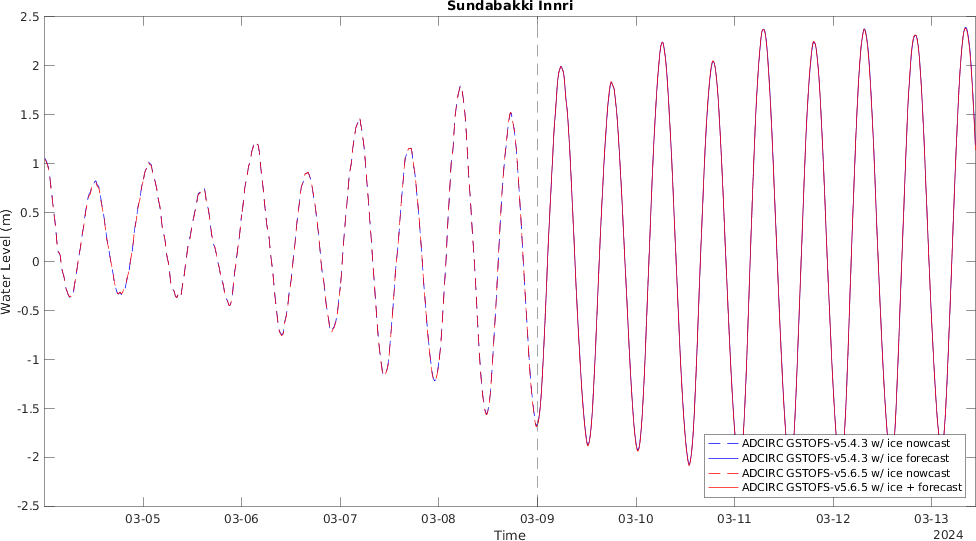 Sundabakki Innri
2.5
2
1.5
1
0.5
0
-0.5
-1
-1.5
-2
-2.5
Water Level (m)
ADCIRC GSTOFS-v5.4.3 w/ ice nowcast
ADCIRC GSTOFS-v5.4.3 w/ ice forecast
ADCIRC GSTOFS-v5.6.5 w/ ice nowcast
ADCIRC GSTOFS-v5.6.5 w/ ice + forecast
03-05 03-06 03-07 03-08 03-09 03-10 03-11 03-12 03-13
Time
2024